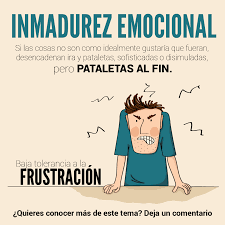 INMADUREZ EMOCIONAL
Si las cosas no son como idealmente gustaría que fueran,
desencadenan ira y pataletas, sofisticadas o disimuladas,
pero PATALETAS AL FIN.
Baja tolerancia a la
FRUSTRACIÓN
¿Quieres conocer más de este tema? Deja un comentario